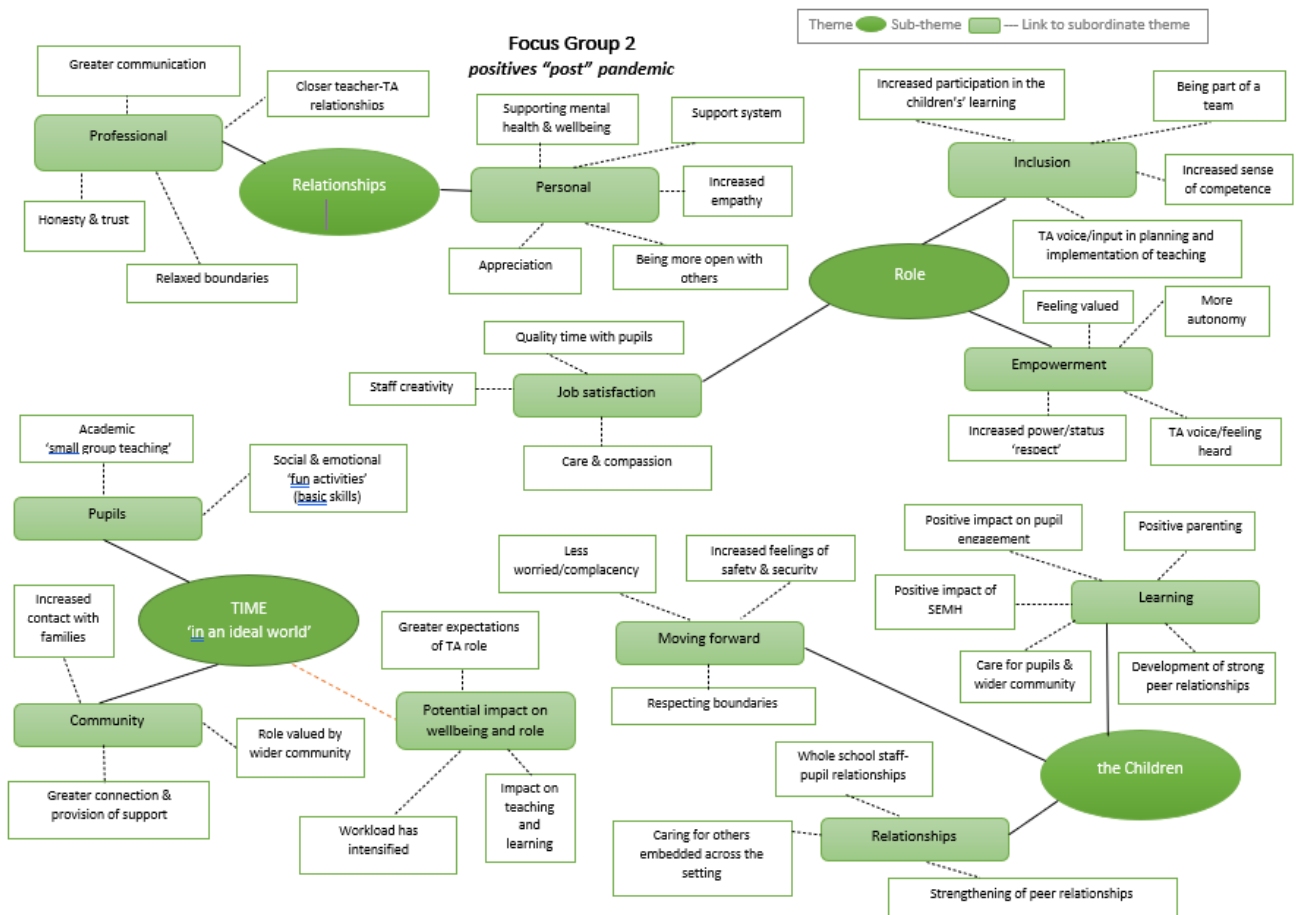 Theme Sub-theme --- Link to subordinate theme
Focus Group 2
positives "post" pandemic
Greater communication
Closer teacher-TA
relationships
Professional
Honesty & trust
Relaxed boundaries
Relationships
Supporting mental
health & wellbeing
Support system
Personal
Increased
empathy
Appreciation
Being more open with
others
Increased participation in the
children's' learning
Being part of a
team
Inclusion
Increased sense
of competence
TA voice/input in planning and
implementation of teaching
Role
Feeling valued
More
autonomy
Empowerment
Increased power/status
'respect'
TA voice/feeling
heard
Quality time with pupils
Staff creativity
Job satisfaction
Care & compassion
Academic
'small group teaching'
Social & emotional
'fun activities'
(basic skills)
Pupils
TIME
'in an ideal world'
Increased
contact with
families
Community
Role valued by
wider community
Greater connection &
provision of support
Greater expectations
of TA role
Potential impact on
wellbeing and role
Workload has
intensified
Impact on
teaching
and
learning
Less
worried/complacency
Increased feelings of
safety & security
Moving forward
Respecting boundaries
Positive impact on pupil
engagement
Positive parenting
Positive impact of
SEMH
Learning
Care for pupils &
wider community
Development of strong
peer relationships
the Children
Whole school staff-
pupil relationships
Relationships
Caring for others
embedded across the
setting
Strengthening of peer relationships